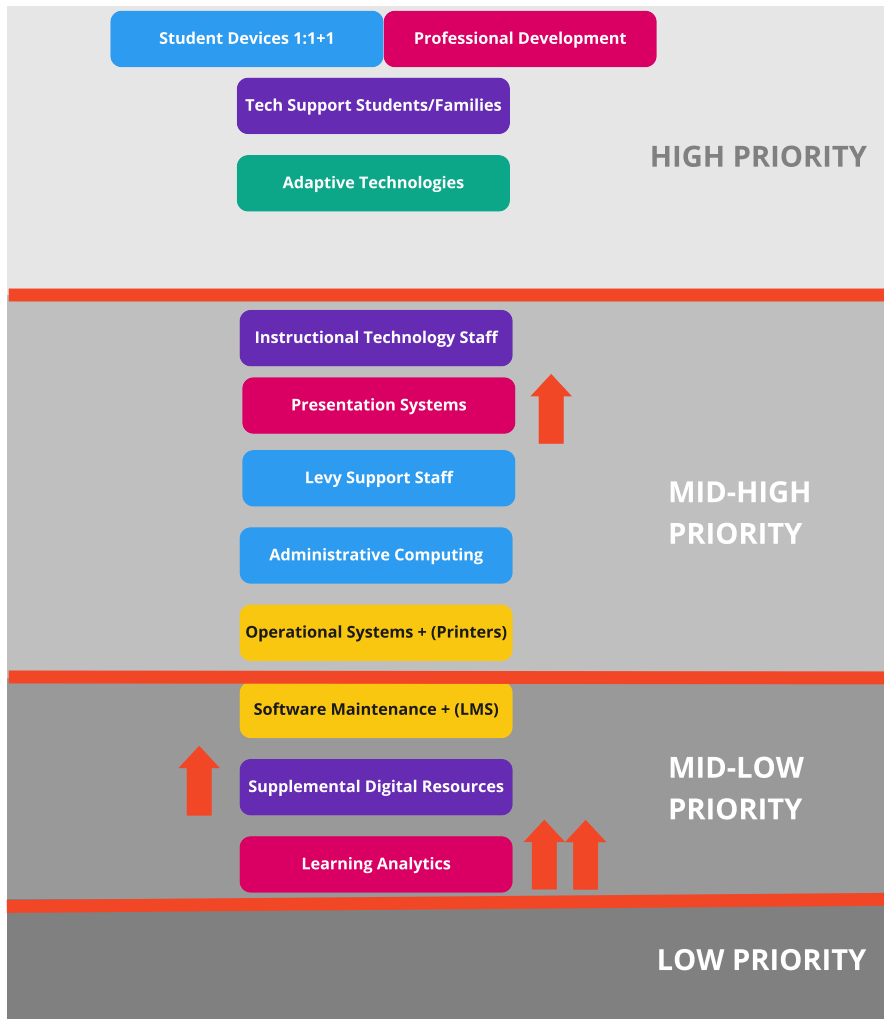 Student Devices 1:1+1
Professional Development
Tech Support Students/Families
Adaptive Technologies
HIGH PRIORITY
Instructional Technology Staff
Presentation Systems
Levy Support Staff
MID-HIGH
PRIORITY
Administrative Computing
Operational Systems + (Printers)
Software Maintenance + (LMS)
MID-LOW
PRIORITY
Supplemental Digital Resources
Learning Analytics
LOW PRIORITY